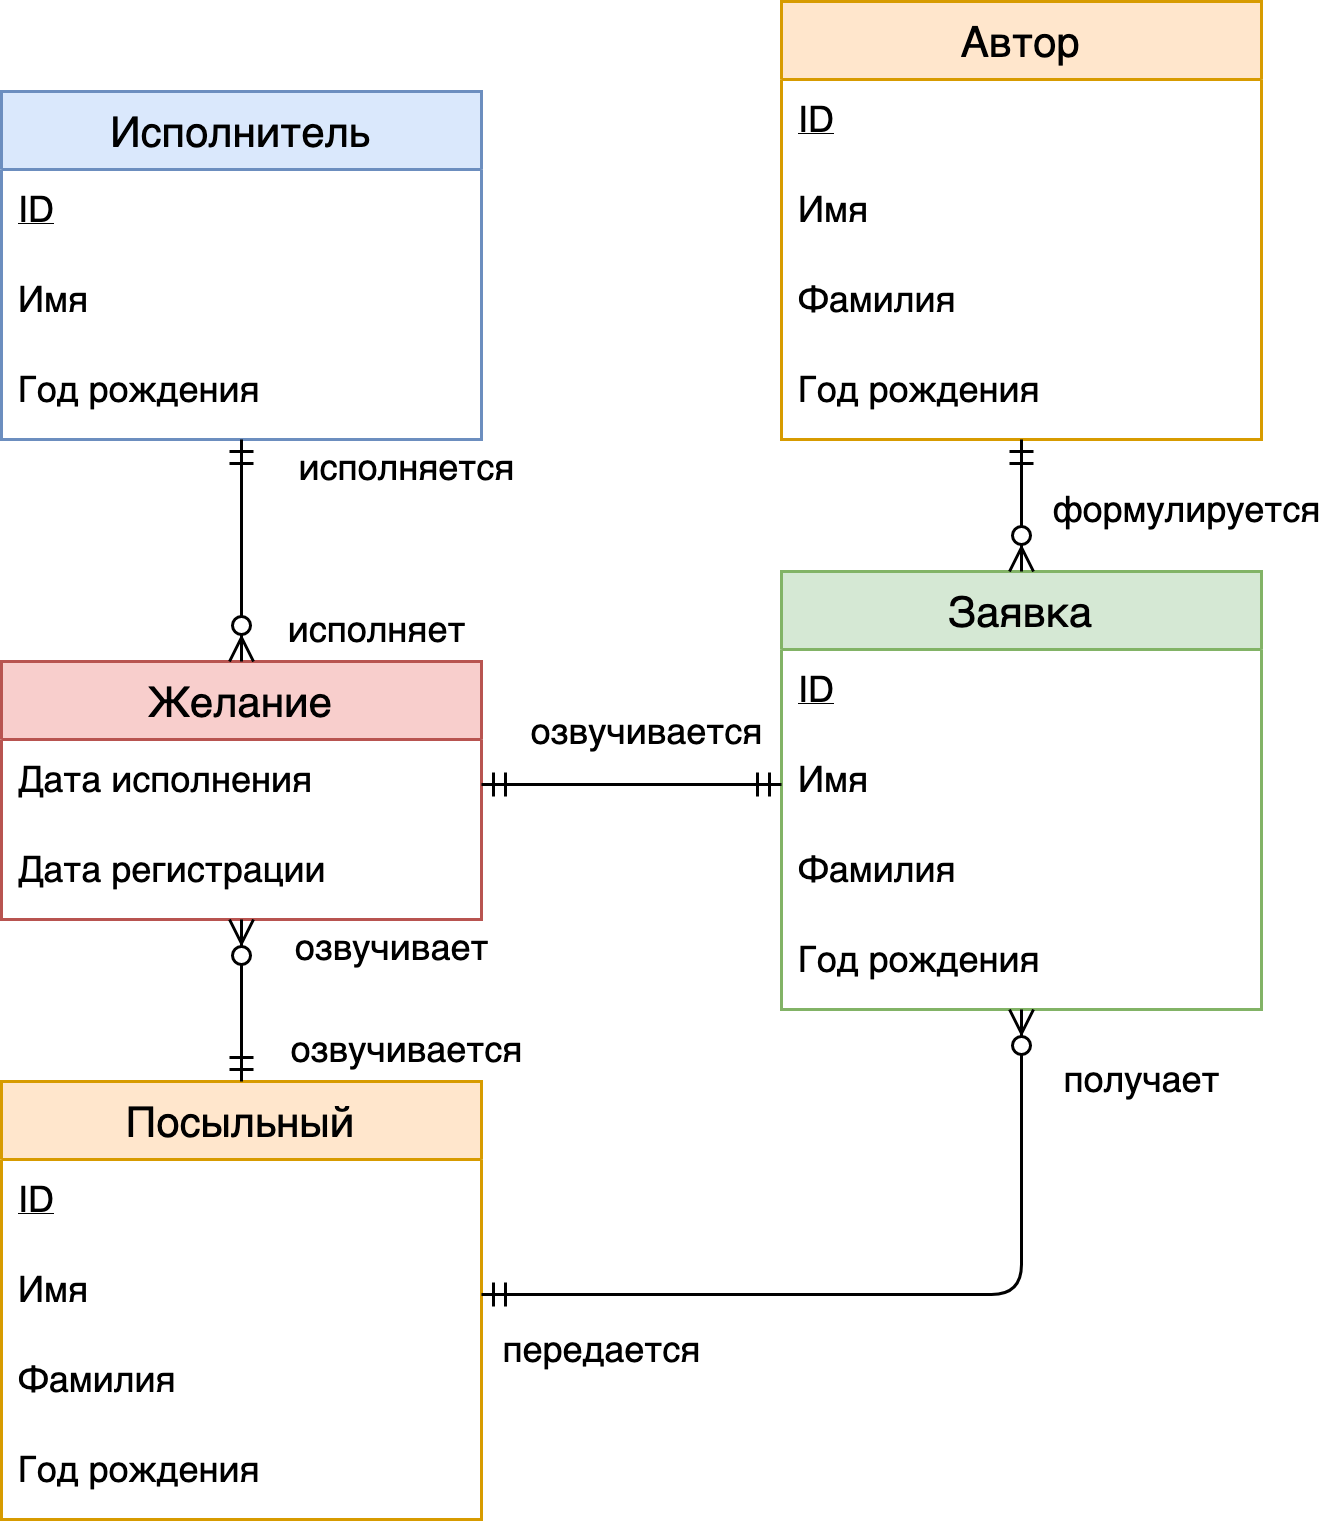 Автор
ID
Имя
Фамилия
Год рождения
Исполнитель
ID
Имя
Год рождения
исполняется
исполняет
формулируется
Желание
Дата исполнения
Дата регистрации
озвучивается
Заявка
ID
Имя
Фамилия
Год рождения
озвучивает
озвучивается
получает
Посыльный
ID
Имя
Фамилия
Год рождения
передается